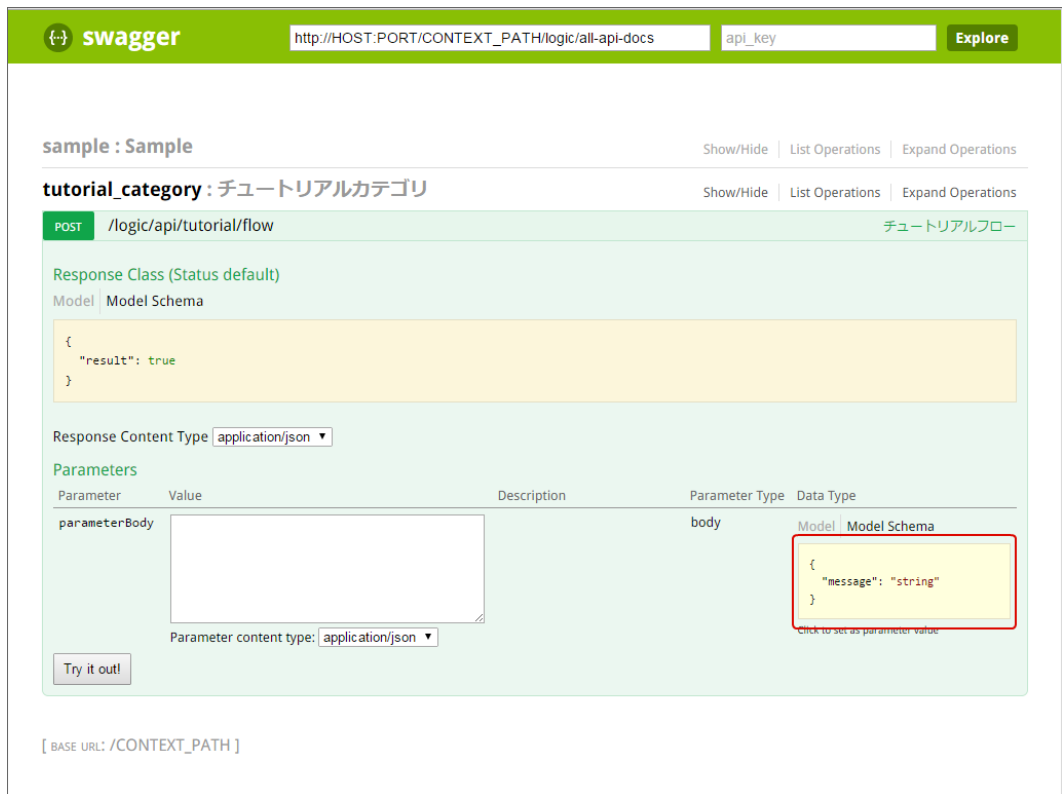 {··} swagger http://HOST:PORT/CONTEXT_PATH/logic/all-api-docs api_key Explore
sample : Sample Show/Hide List Operations Expand Operations
tutorial_category : チュートリアルカテゴリ Show/Hide List Operations Expand Operations
POST /logic/api/tutorial/flow チュートリアルフロー
Response Class (Status default)
Model Model Schema
{
"result": true
}
Response Content Type application/json
Parameters
Parameter Value Description Parameter Type Data Type
parameterBody body Model Model Schema
{
"message": "string"
}
Click to set as parameter value
Parameter content type: application/json
Try it out!
[ BASE URL: /CONTEXT_PATH ]